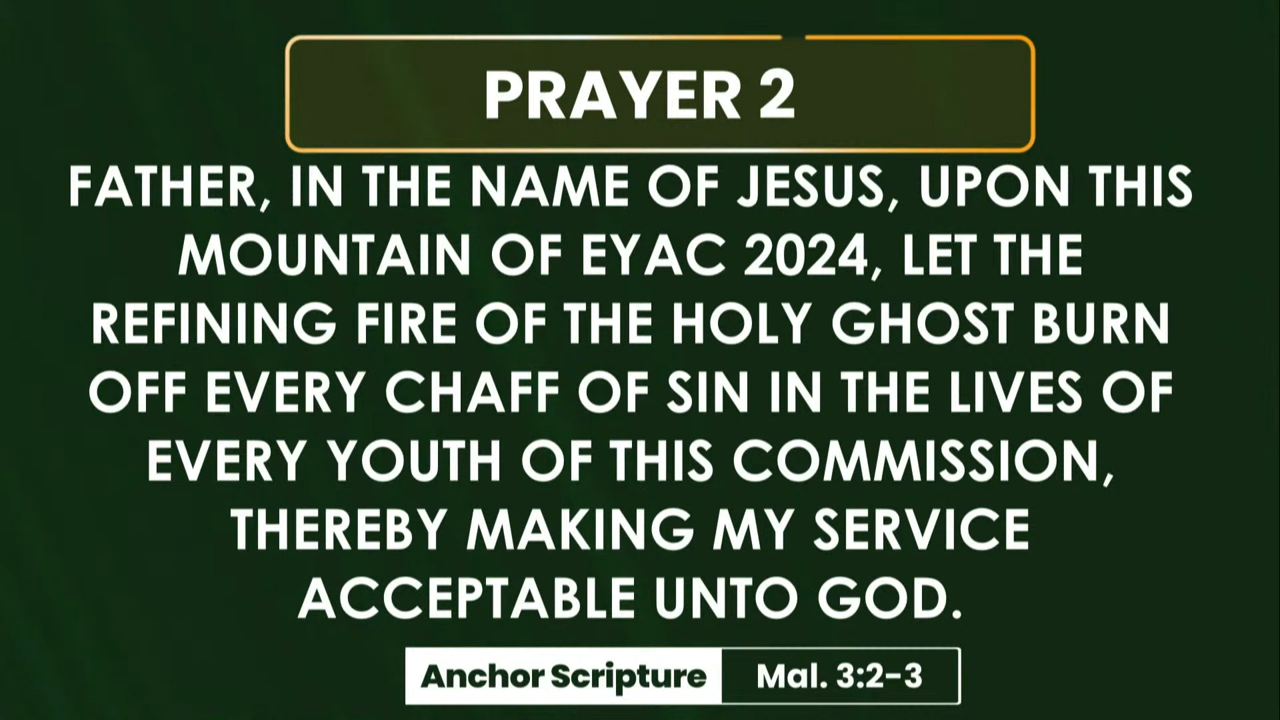 PRAYER 2
FATHER, IN THE NAME OF JESUS, UPON THIS
MOUNTAIN OF EYAC 2024, LET THE
REFINING FIRE OF THE HOLY GHOST BURN
OFF EVERY CHAFF OF SIN IN THE LIVES OF
EVERY YOUTH OF THIS COMMISSION,
THEREBY MAKING MY SERVICE
ACCEPTABLE UNTO GOD.
Anchor Scripture Mal. 3:2-3